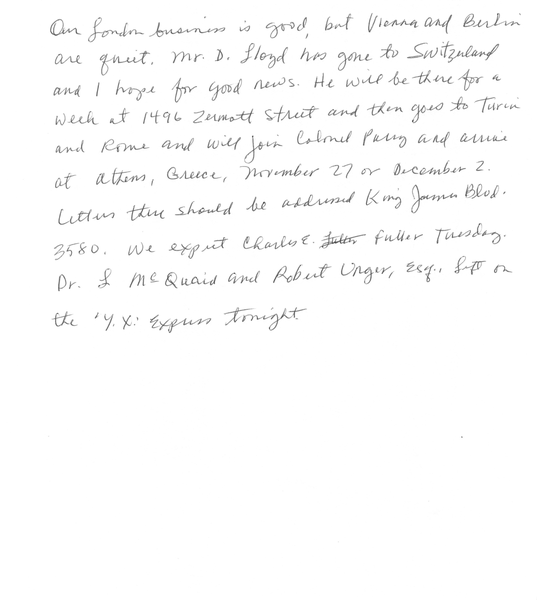 Our London business is good, but Vienna and Berlin
are quiet. Mr. D. Lloyd has gone to Switzerland
and I hope for good news. He will be there for a
week at 1496 Zermott Street and then goes to Turin
and Rome and will join Colonel Parry and arrive
at Athens, Greece, November 27 or December 2.
Letters there should be addressed King James Blvd.
3580. We expect Charles E. Fuller Tuesday.
Dr. L McQuaid and Robert Unger, Esq., left on
the 'Y.X.' Express tonight.